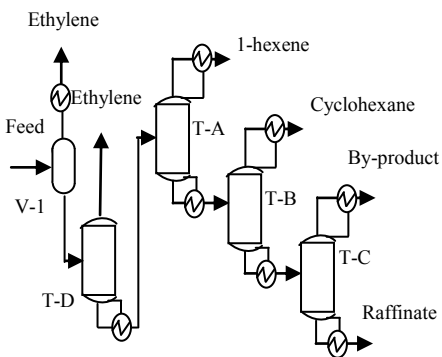 Ethylene
1-hexene
Ethylene
Cyclohexane
Feed
T-A
By-product
V-1
T-B
T-D
T-C
Raffinate